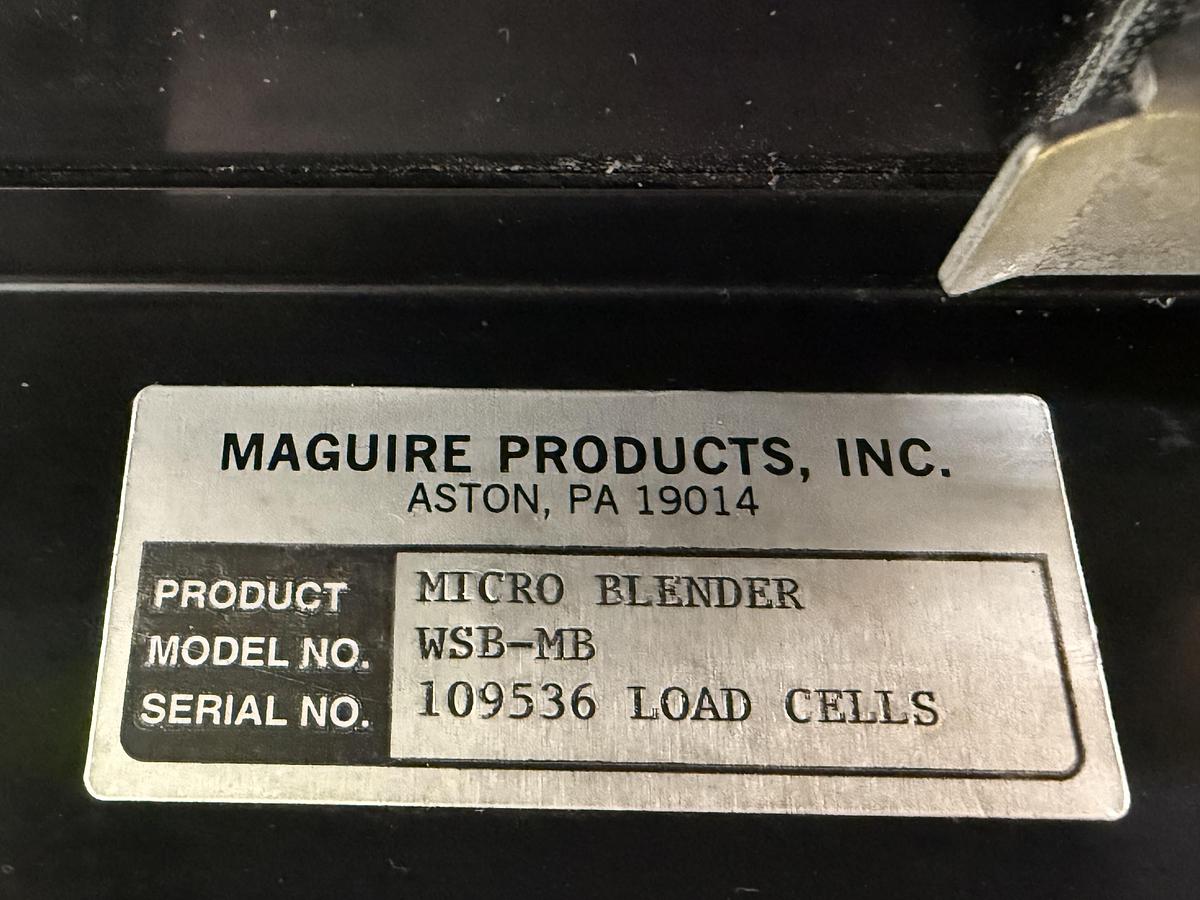 MAGUIRE PRODUCTS, INC.
ASTON, PA 19014
PRODUCT MICRO BLENDER
MODEL NO. WSB-MB
SERIAL NO. 109536 LOAD CELLS